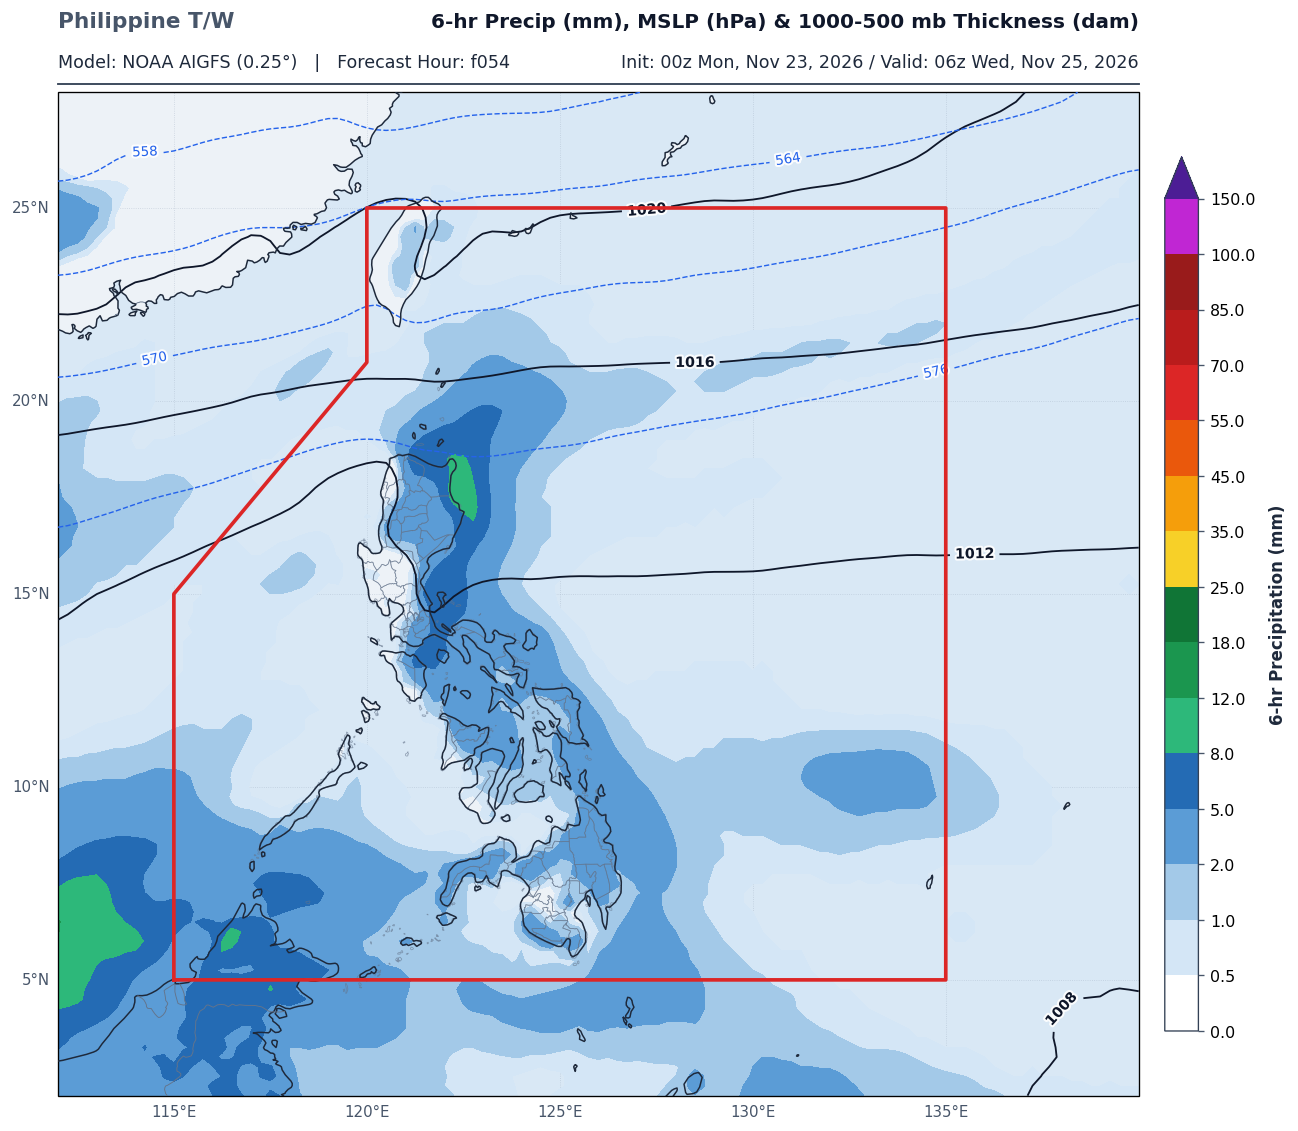 Philippine T/W
6-hr Precip (mm), MSLP (hPa) & 1000-500 mb Thickness (dam)
Model: NOAA AIGFS (0.25°) | Forecast Hour: f054
Init: 00z Mon, Nov 23, 2026 / Valid: 06z Wed, Nov 25, 2026
558
564
1020
570
1016
576
1012
1008
25°N
20°N
15°N
10°N
5°N
115°E
120°E
125°E
130°E
135°E
150.0
100.0
85.0
70.0
55.0
45.0
35.0
25.0
18.0
12.0
8.0
5.0
2.0
1.0
0.5
0.0
6-hr Precipitation (mm)